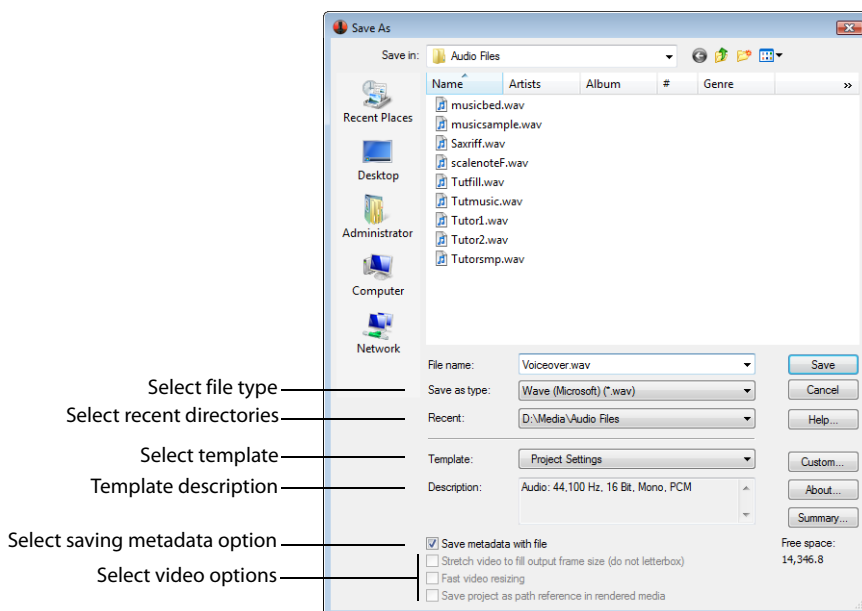 Save As
Save in:
Audio Files
Name Artists Album # Genre »
Recent Places
Desktop
Administrator
Computer
Network
musicbed.wav
musicsample.wav
Saxriff.wav
scalenoteF.wav
Tutfill.wav
Tutmusic.wav
Tutor1.wav
Tutor2.wav
Tutorsmp.wav
File name: Voiceover.wav Save
Select file type Save as type: Wave (Microsoft) (*.wav) Cancel
Select recent directories Recent: D:\Media\Audio Files Help...
Select template Template: Project Settings Custom...
Template description Description: Audio: 44,100 Hz, 16 Bit, Mono, PCM About...
Summary...
Select saving metadata option Save metadata with file Free space:
Stretch video to fill output frame size (do not letterbox) 14,346.8
Select video options Fast video resizing
Save project as path reference in rendered media